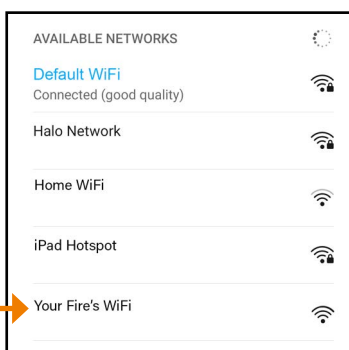 AVAILABLE NETWORKS
Default WiFi
Connected (good quality)
Halo Network
Home WiFi
iPad Hotspot
Your Fire's WiFi